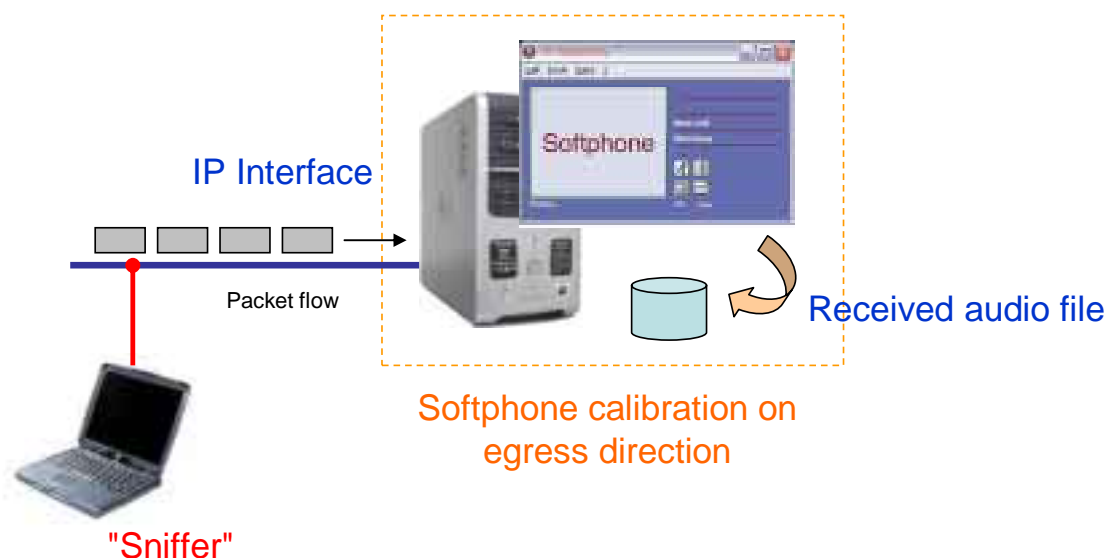 Softphone
IP Interface
Packet flow
Received audio file
Softphone calibration on
egress direction
"Sniffer"